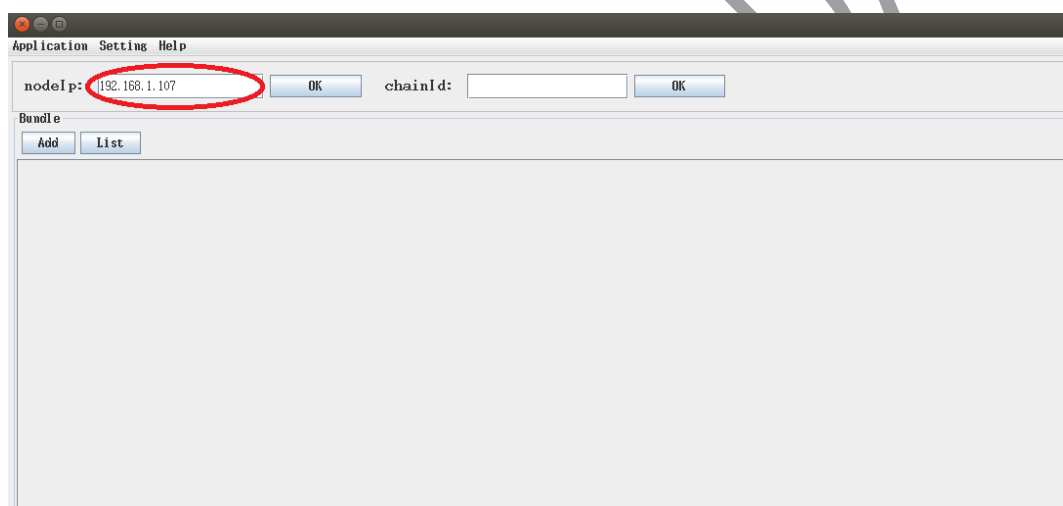 Application Setting Help
nodeIp: 192.168.1.107 OK chainId: OK
Bundle
Add List